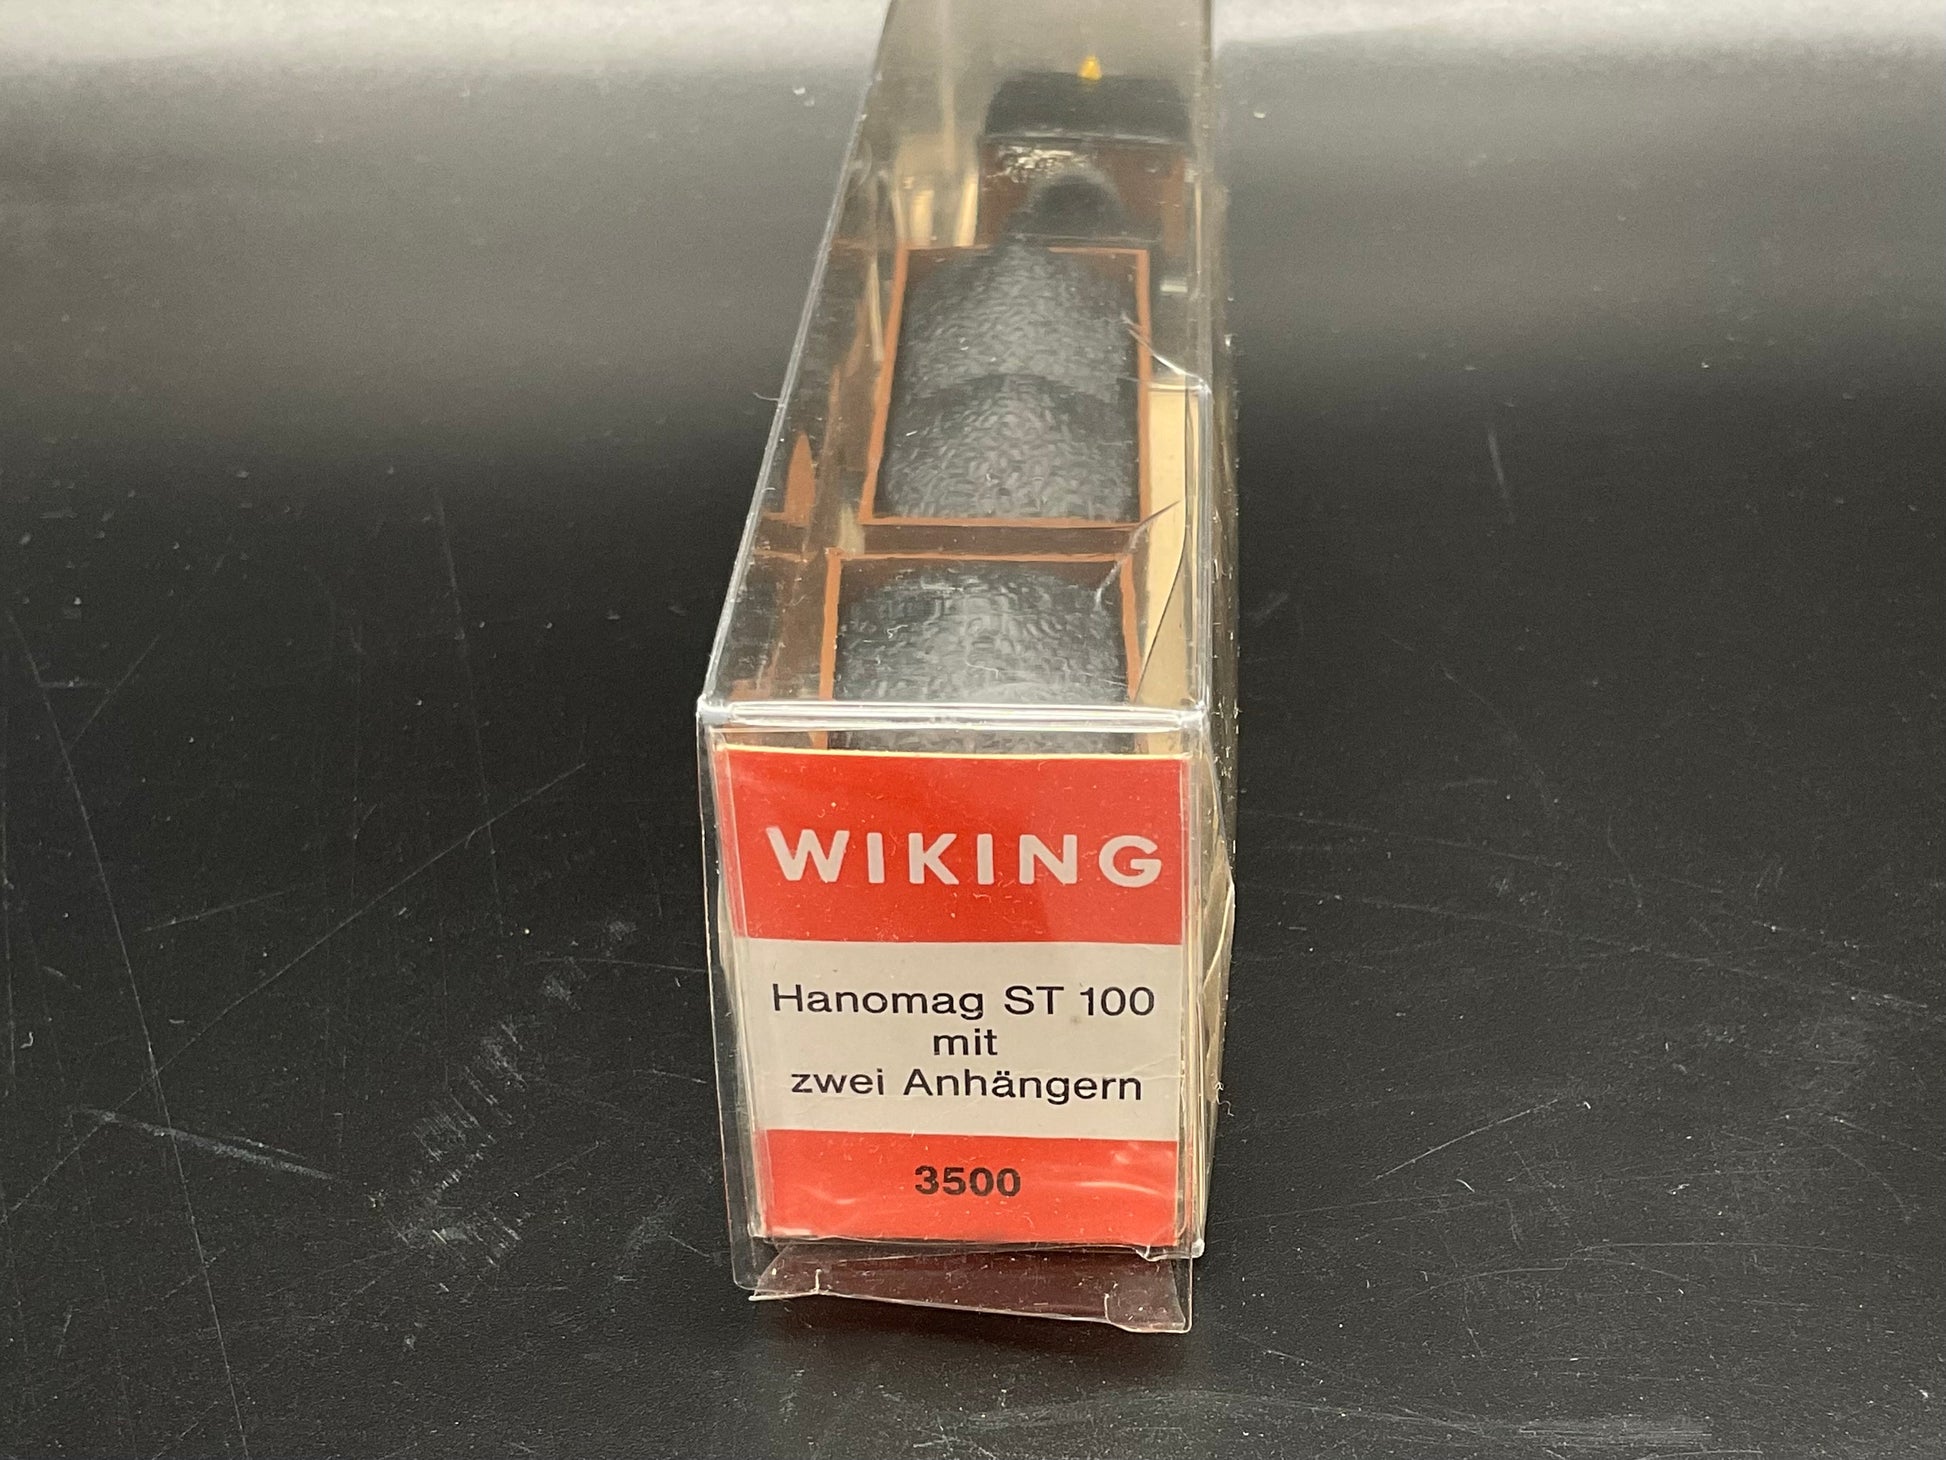 WIKING
Hanomag ST 100
mit
zwei Anhängern
3500